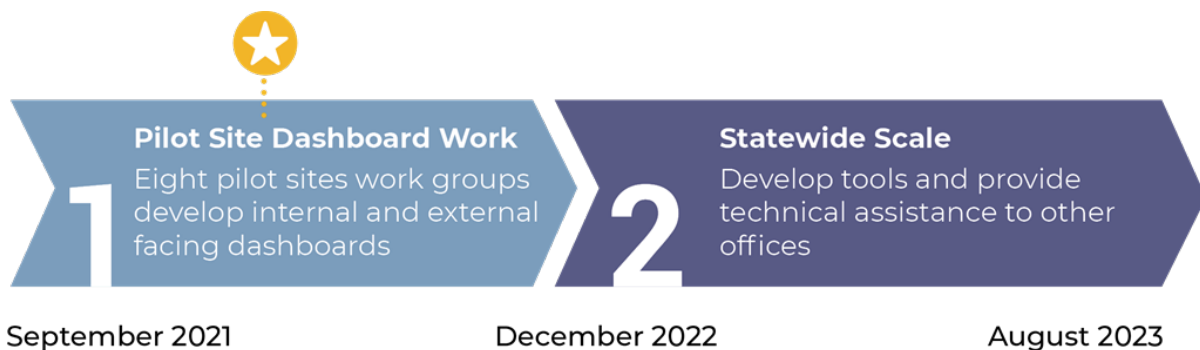 1
Pilot Site Dashboard Work
Eight pilot sites work groups
develop internal and external
facing dashboards
2
Statewide Scale
Develop tools and provide
technical assistance to other
offices
September 2021
December 2022
August 2023